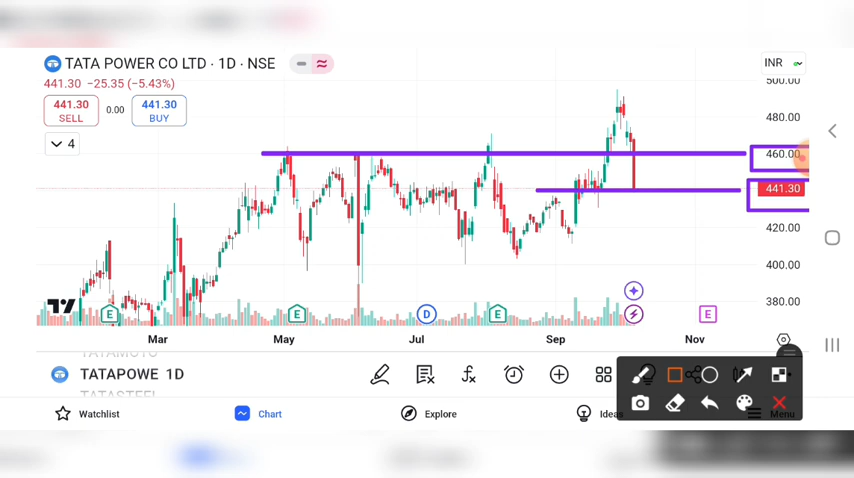 TATA POWER CO LTD · 1D · NSE
INR
441.30 −25.35 (−5.43%)
441.30
SELL
0.00
441.30
BUY
4
500.00
480.00
460.00
441.30
420.00
400.00
380.00
E
E
D
E
E
Mar
May
Jul
Sep
Nov
TATAMOTO
TATAPOWE 1D
TATASTEEL
Watchlist
Chart
Explore
Ideas
Menu